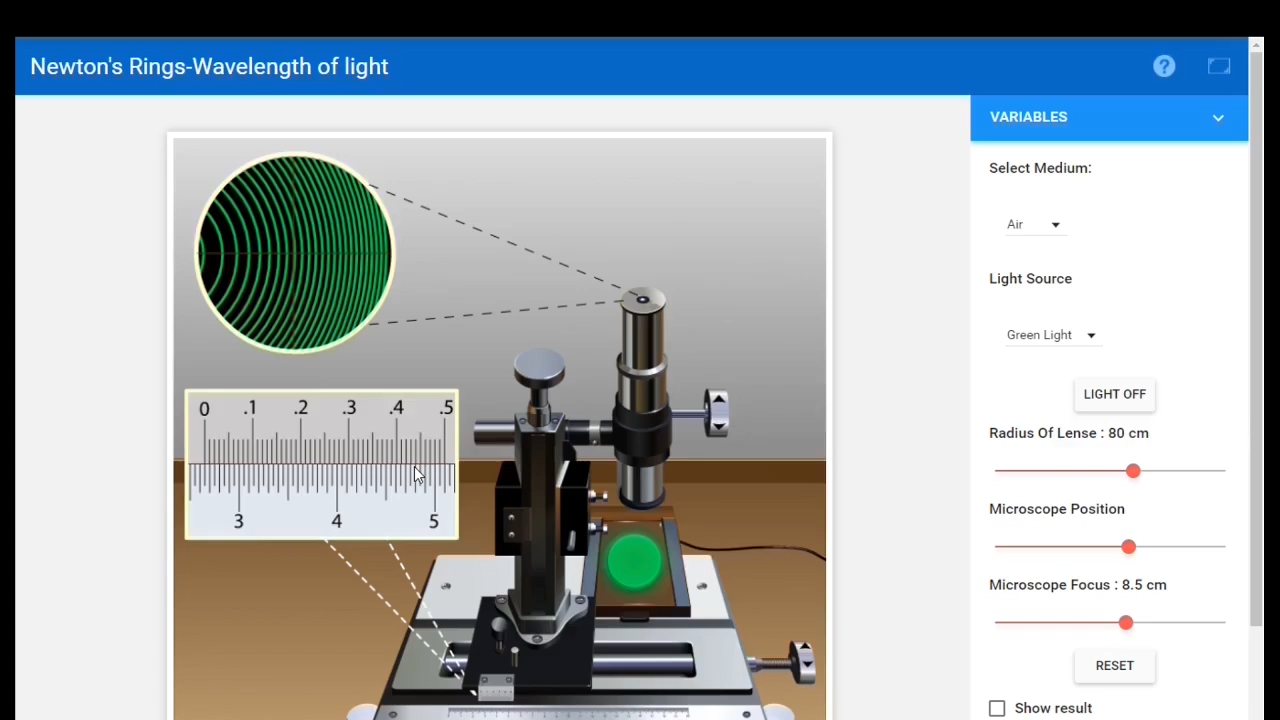 Newton's Rings-Wavelength of light
?
VARIABLES
Select Medium:
Air
Light Source
Green Light
LIGHT OFF
Radius Of Lense : 80 cm
Microscope Position
Microscope Focus : 8.5 cm
RESET
Show result
0 .1 .2 .3 .4 .5
3 4 5